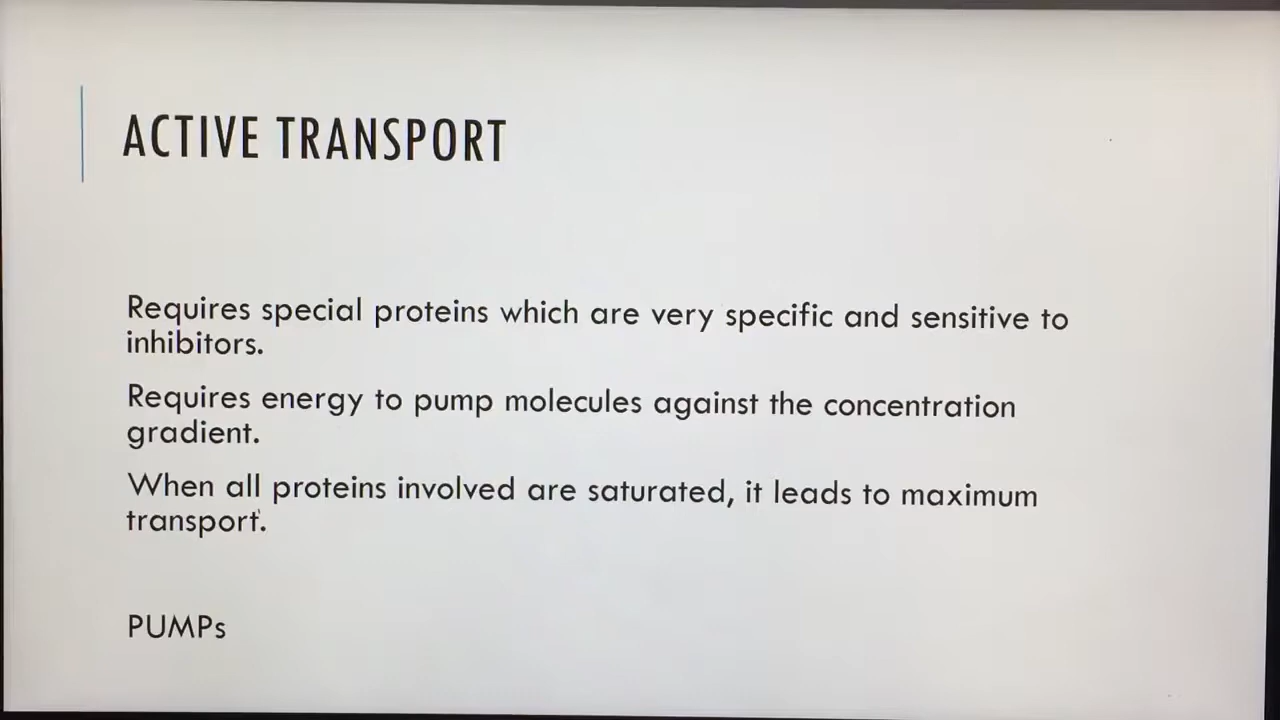 ACTIVE TRANSPORT
Requires special proteins which are very specific and sensitive to
inhibitors.
Requires energy to pump molecules against the concentration
gradient.
When all proteins involved are saturated, it leads to maximum
transport.
PUMPs